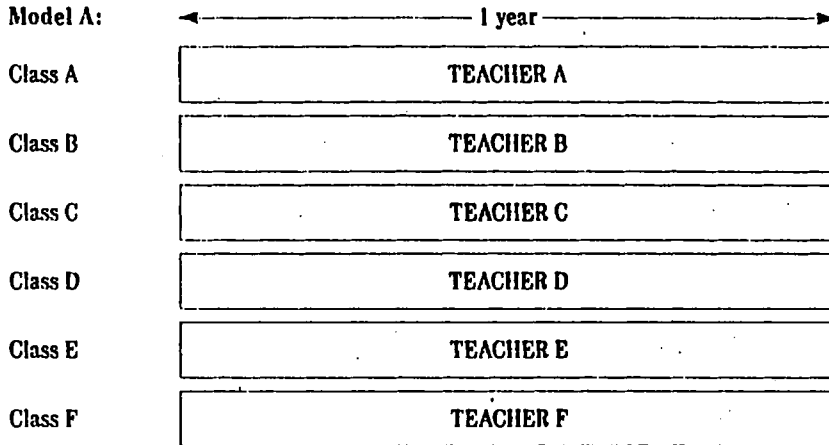 Model A: 1 year
Class A TEACHER A
Class B TEACHER B
Class C TEACHER C
Class D TEACHER D
Class E TEACHER E
Class F TEACHER F